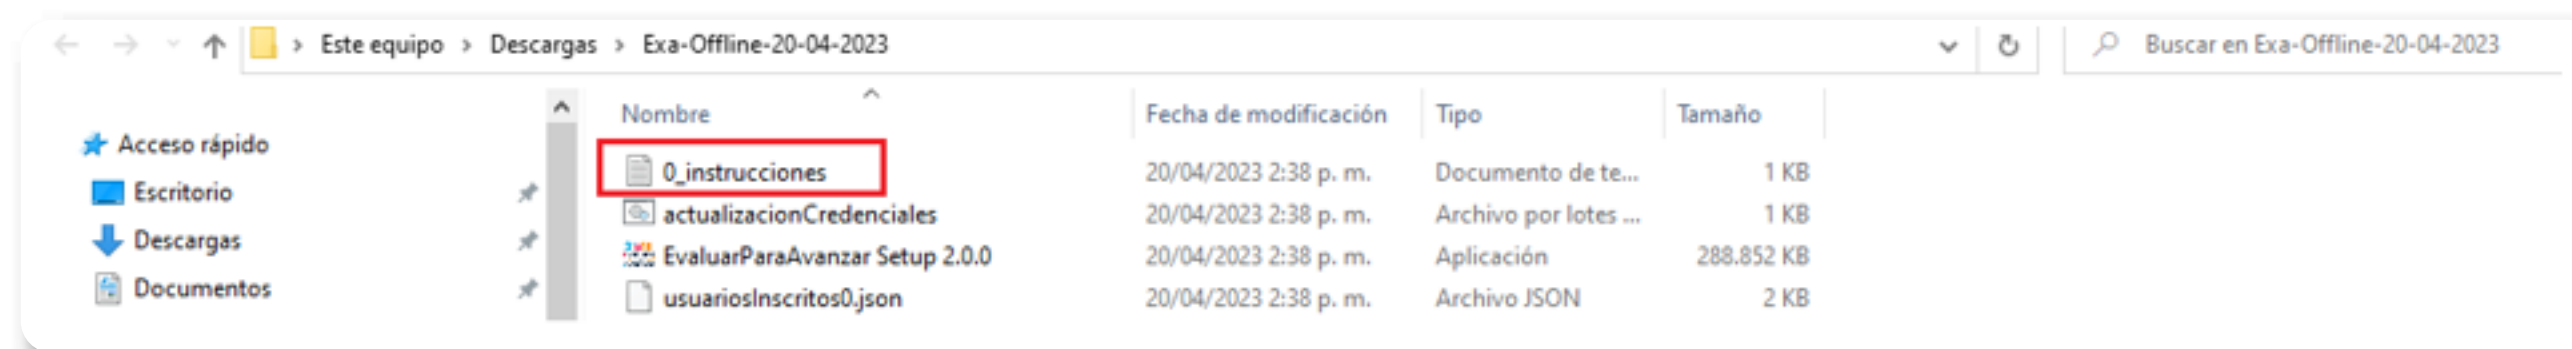 Este equipo > Descargas > Exa-Offline-20-04-2023
Buscar en Exa-Offline-20-04-2023
Nombre Fecha de modificación Tipo Tamaño
Acceso rápido
Escritorio
Descargas
Documentos
0_instrucciones 20/04/2023 2:38 p. m. Documento de te... 1 KB
actualizacionCredenciales 20/04/2023 2:38 p. m. Archivo por lotes ... 1 KB
EvaluarParaAvanzar Setup 2.0.0 20/04/2023 2:38 p. m. Aplicación 288.852 KB
usuariosInscritos0.json 20/04/2023 2:38 p. m. Archivo JSON 2 KB